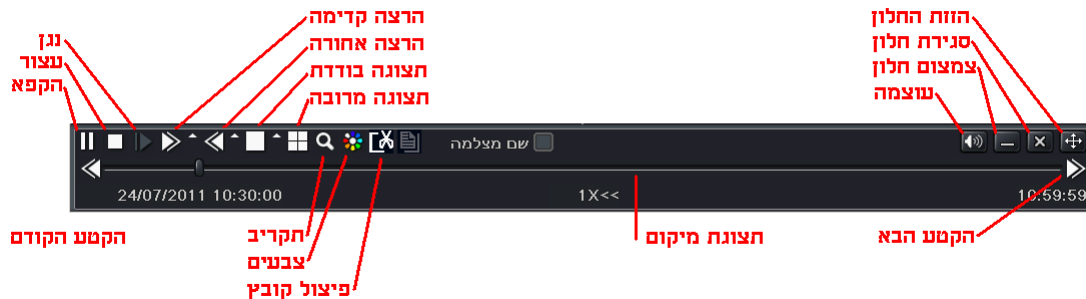 הרצה קדימה
הרצה אחורה
תצוגה בודדת
תצוגה מרובה
נגן
עצור
הקפא
הזזת החלון
סגירת חלון
צמצום חלון
עוצמה
שם מצלמה
24/07/2011 10:30:00
1X<<
10:59:59
הקטע הקודם
תקריב
צבעים
פיצול קובץ
תצוגת מיקום
הקטע הבא